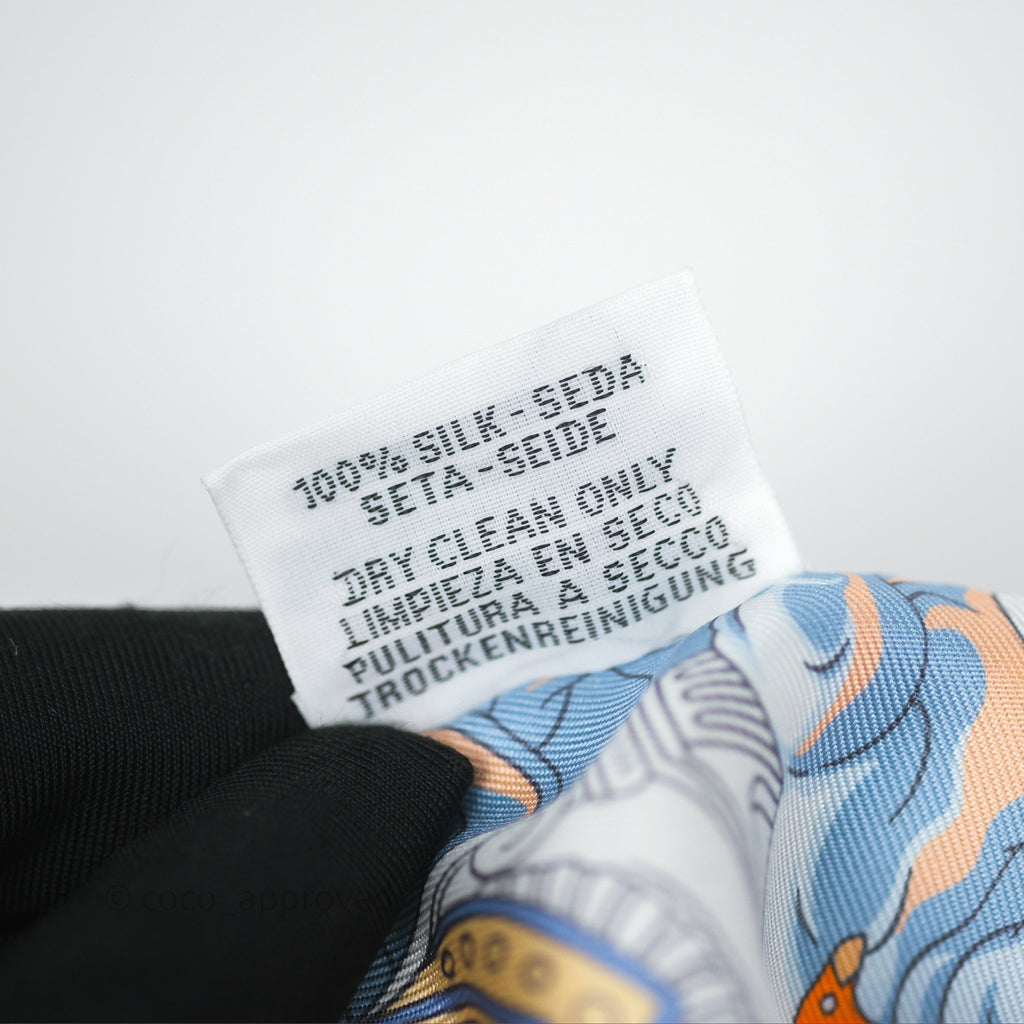 100% SILK - SEDA
SETA - SEIDE
DRY CLEAN ONLY
LIMPIEZA EN SECO
PULITURA A SECCO
TROCKENREINIGUNG
© coco_approved